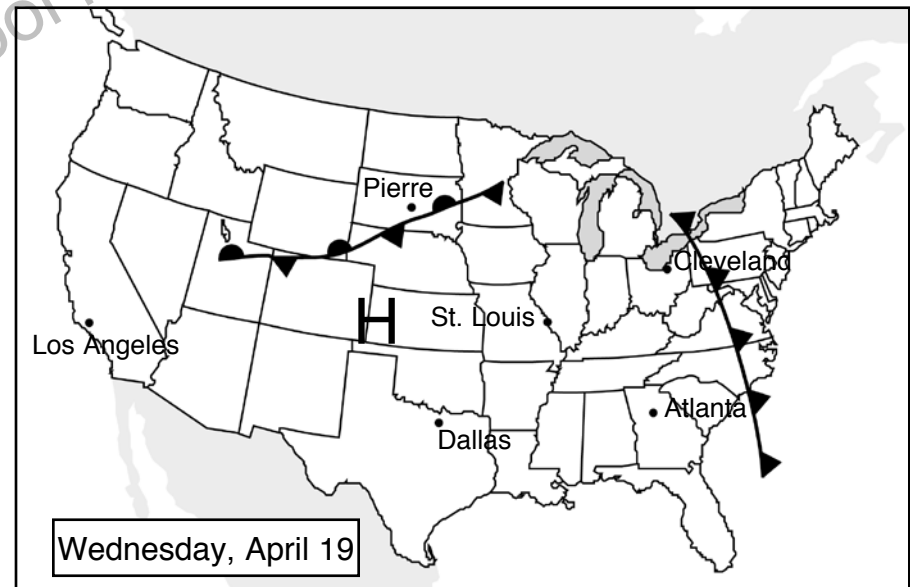 Pierre
Cleveland
H
St. Louis
Los Angeles
Atlanta
Dallas
Wednesday, April 19